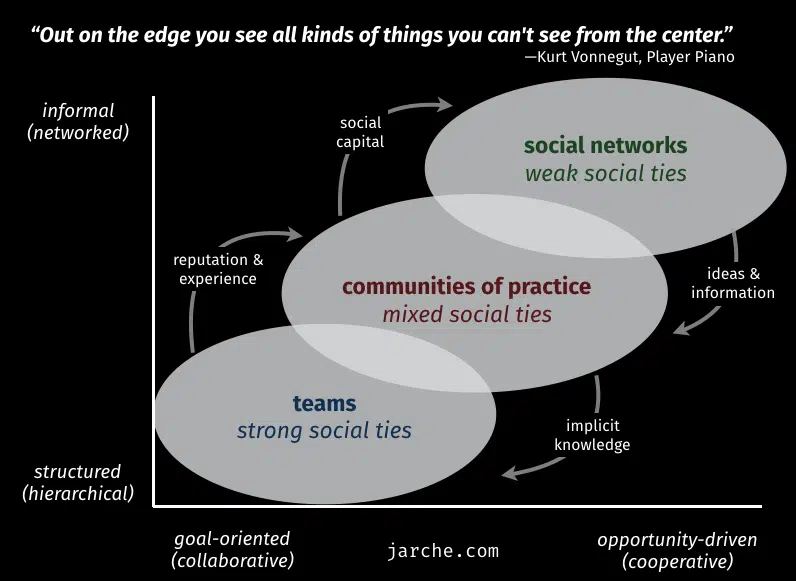 “Out on the edge you see all kinds of things you can't see from the center.”
—Kurt Vonnegut, Player Piano
informal
(networked)
social
capital
social networks
weak social ties
reputation &
experience
communities of practice
mixed social ties
ideas &
information
teams
strong social ties
implicit
knowledge
structured
(hierarchical)
goal-oriented
(collaborative)
jarche.com
opportunity-driven
(cooperative)